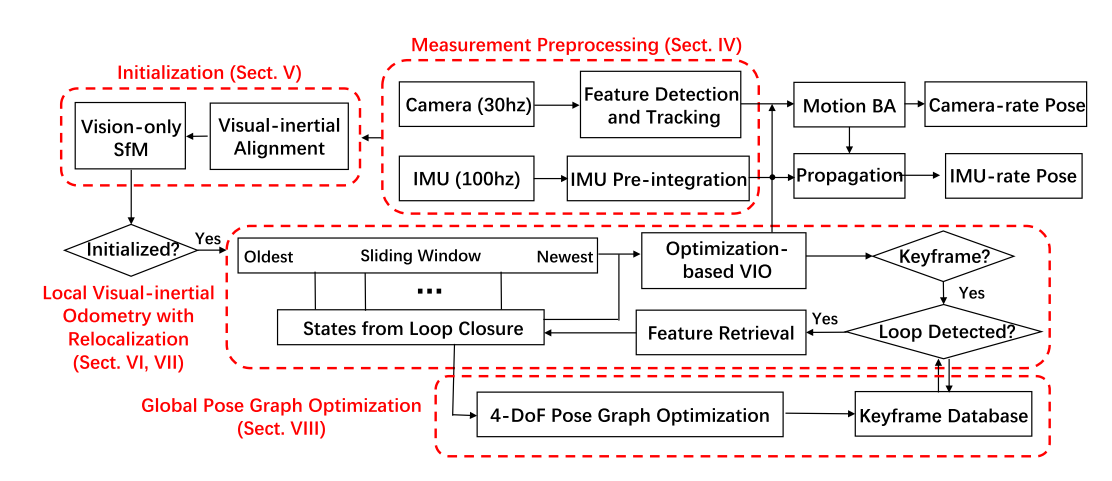 Measurement Preprocessing (Sect. IV)
Initialization (Sect. V)
Vision-only
SfM
Visual-inertial
Alignment
Camera (30hz)
Feature Detection
and Tracking
Motion BA
Camera-rate Pose
IMU (100hz)
IMU Pre-integration
Propagation
IMU-rate Pose
Initialized?
Yes
Oldest
Sliding Window
Newest
...
Optimization-
based VIO
Keyframe?
Yes
Local Visual-inertial
Odometry with
Relocalization
(Sect. VI, VII)
States from Loop Closure
Feature Retrieval
Yes
Loop Detected?
Global Pose Graph Optimization
(Sect. VIII)
4-DoF Pose Graph Optimization
Keyframe Database